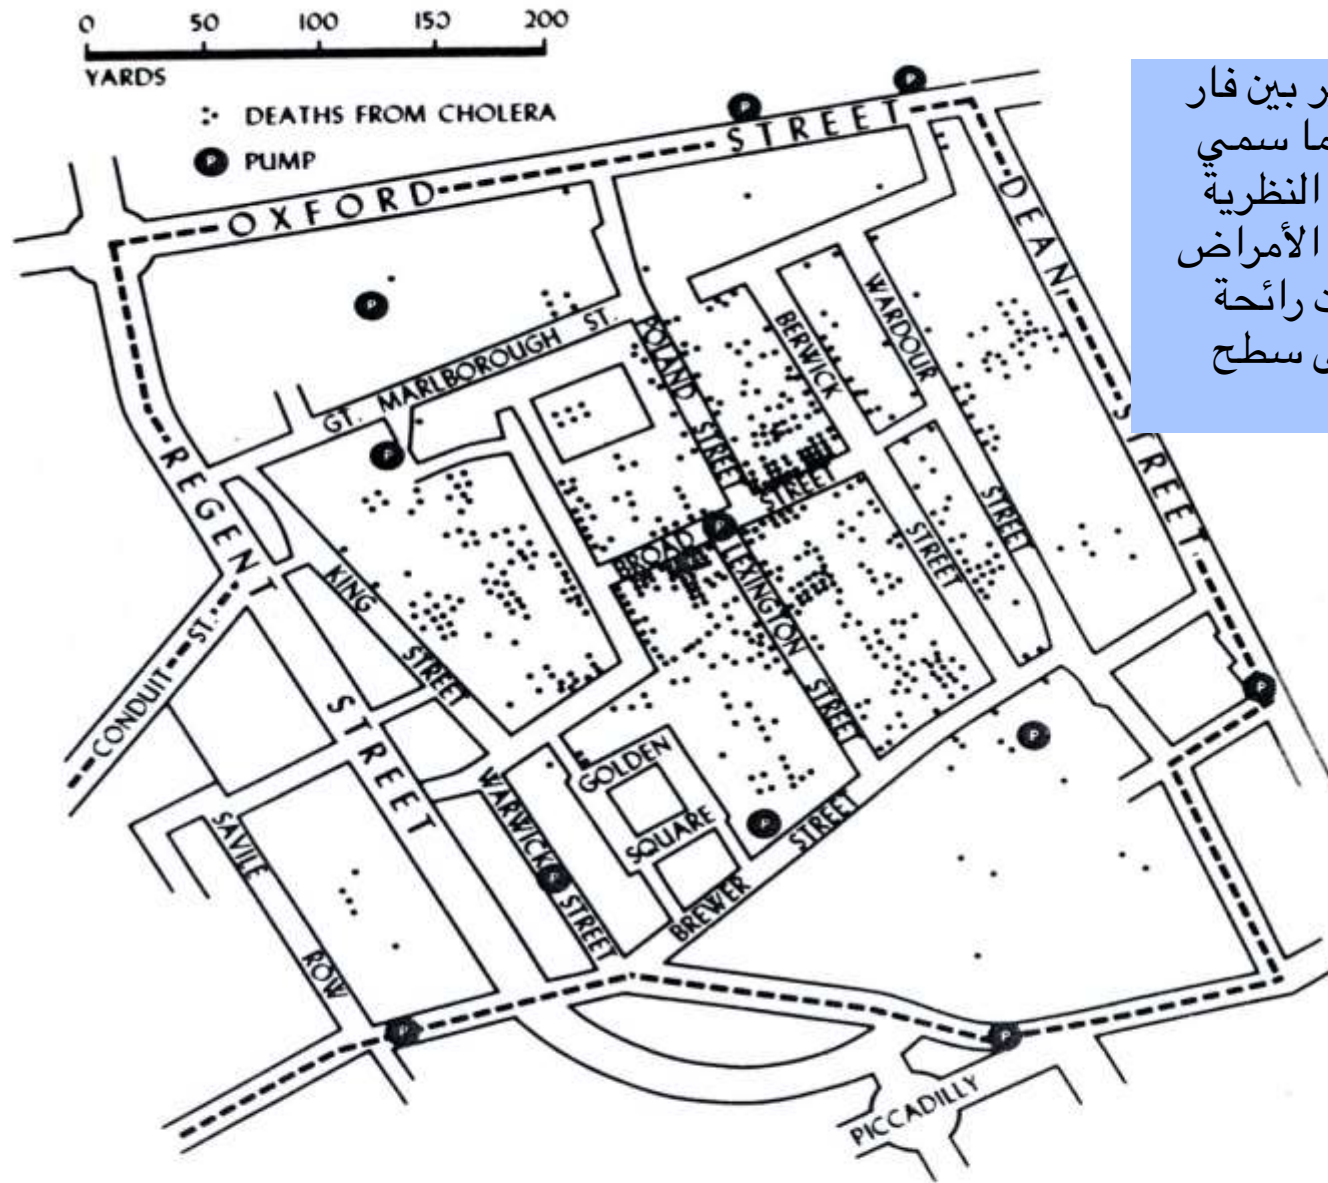 0 50 100 150 200
YARDS
DEATHS FROM CHOLERA
P PUMP
ر بين فار
ما سمي
النظرية
الأمراض
ت رائحة
ى سطح
P
P
OXFORD STREET
DEAN STREET
P
GT. MARLBOROUGH ST.
POLAND STREET
BERWICK STREET
WARDOUR STREET
P
REGENT STREET
P
BROAD STREET
LEXINGTON STREET
KING STREET
CONDUIT ST.
P
P
GOLDEN
SQUARE
WARWICK STREET
P
P
BREWER STREET
SAVILE ROW
P
P
PICCADILLY